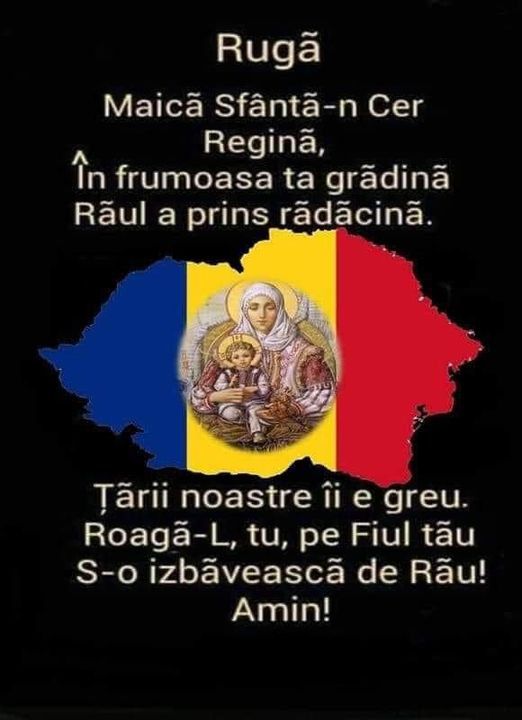 Rugã
Maicã Sfântã-n Cer
Reginã,
În frumoasa ta grãdinã
Rãul a prins rãdãcinã.
Țãrii noastre îi e greu.
Roagã-L, tu, pe Fiul tãu
S-o izbãveascã de Rãu!
Amin!